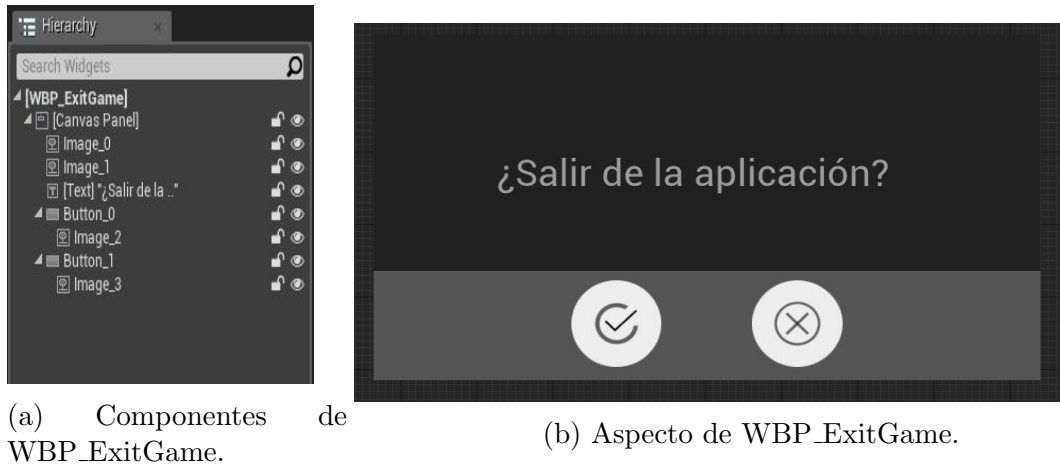 Hierarchy
Search Widgets
[WBP_ExitGame]
[Canvas Panel]
Image_0
Image_1
[Text] "¿Salir de la .."
Button_0
Image_2
Button_1
Image_3
¿Salir de la aplicación?
(a) Componentes de
WBP_ExitGame.
(b) Aspecto de WBP_ExitGame.